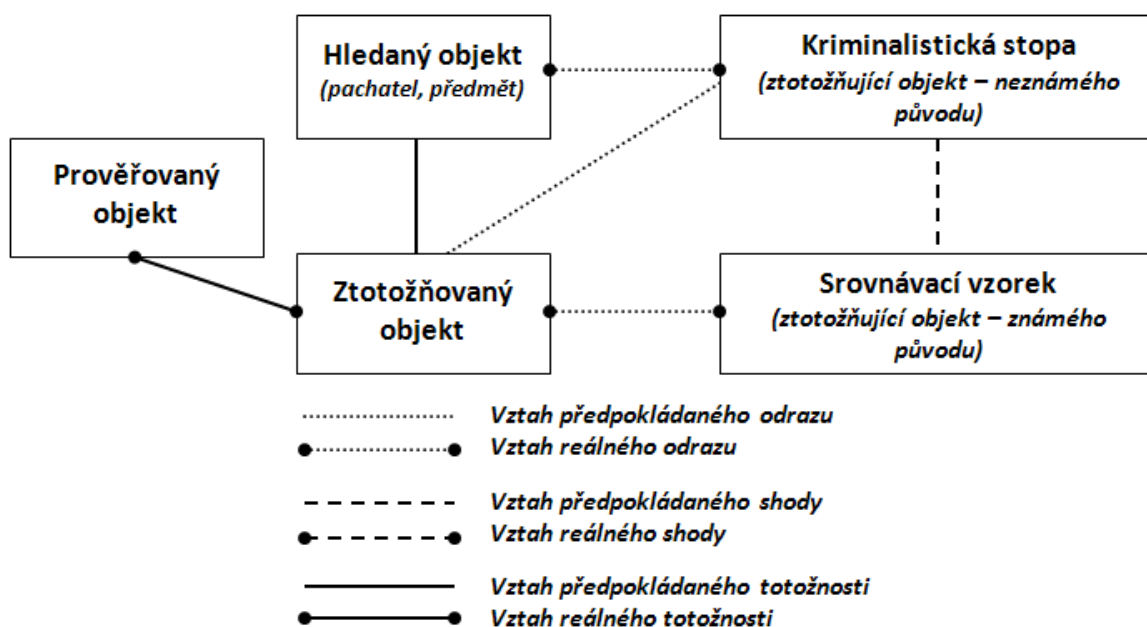 Hledaný objekt
(pachatel, předmět)
Kriminalistická stopa
(ztotožňující objekt – neznámého
původu)
Prověřovaný
objekt
Ztotožňovaný
objekt
Srovnávací vzorek
(ztotožňující objekt – známého
původu)
Vztah předpokládaného odrazu
Vztah reálného odrazu
Vztah předpokládaného shody
Vztah reálného shody
Vztah předpokládaného totožnosti
Vztah reálného totožnosti